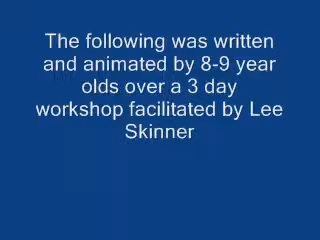 The following was written
and animated by 8-9 year
olds over a 3 day
workshop facilitated by Lee
Skinner